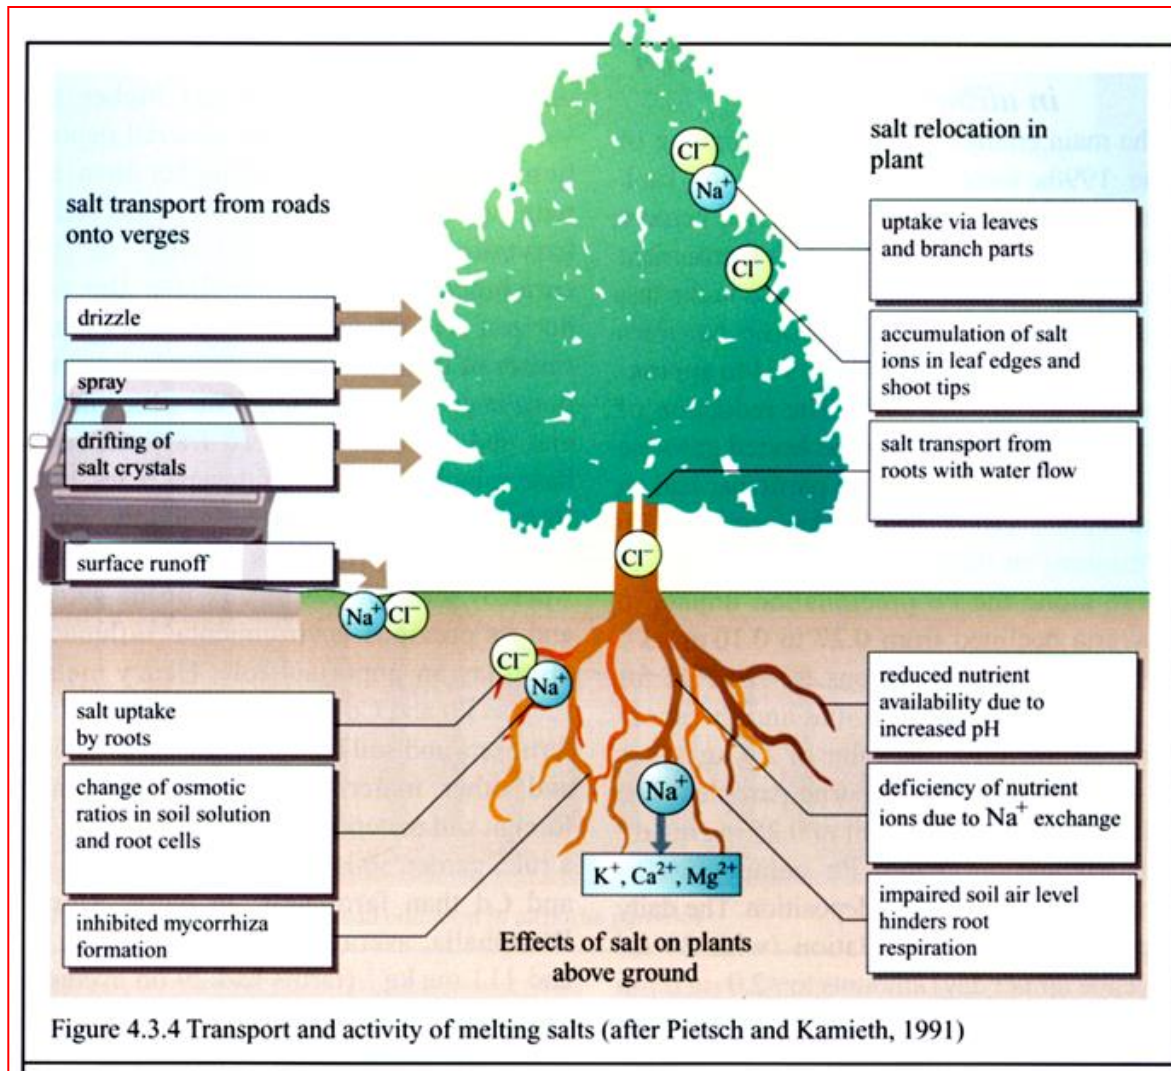 salt transport from roads
onto verges
drizzle
spray
drifting of
salt crystals
surface runoff
Na⁺
Cl⁻
salt uptake
by roots
change of osmotic
ratios in soil solution
and root cells
inhibited mycorrhiza
formation
Cl⁻
Na⁺
Cl⁻
Cl⁻
Cl⁻
Na⁺
Na⁺
K⁺, Ca²⁺, Mg²⁺
Effects of salt on plants
above ground
salt relocation in
plant
uptake via leaves
and branch parts
accumulation of salt
ions in leaf edges and
shoot tips
salt transport from
roots with water flow
reduced nutrient
availability due to
increased pH
deficiency of nutrient
ions due to Na⁺ exchange
impaired soil air level
hinders root
respiration
Figure 4.3.4 Transport and activity of melting salts (after Pietsch and Kamieth, 1991)